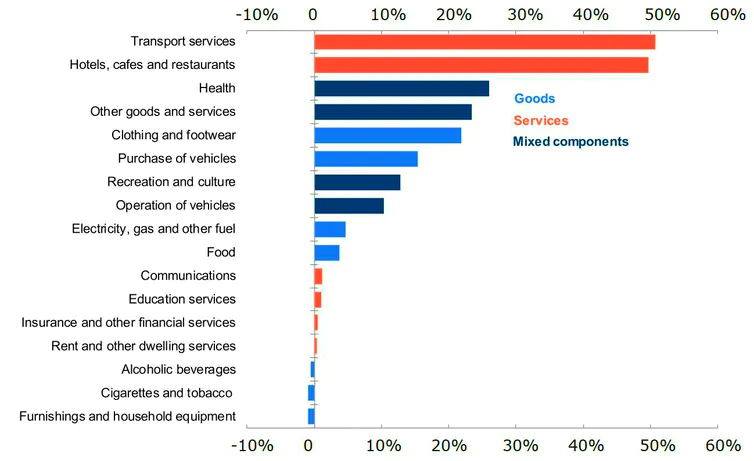 -10% 0 10% 20% 30% 40% 50% 60%
Transport services
Hotels, cafes and restaurants
Health
Other goods and services
Clothing and footwear
Purchase of vehicles
Recreation and culture
Operation of vehicles
Electricity, gas and other fuel
Food
Communications
Education services
Insurance and other financial services
Rent and other dwelling services
Alcoholic beverages
Cigarettes and tobacco
Furnishings and household equipment
Goods
Services
Mixed components
-10% 0 10% 20% 30% 40% 50% 60%